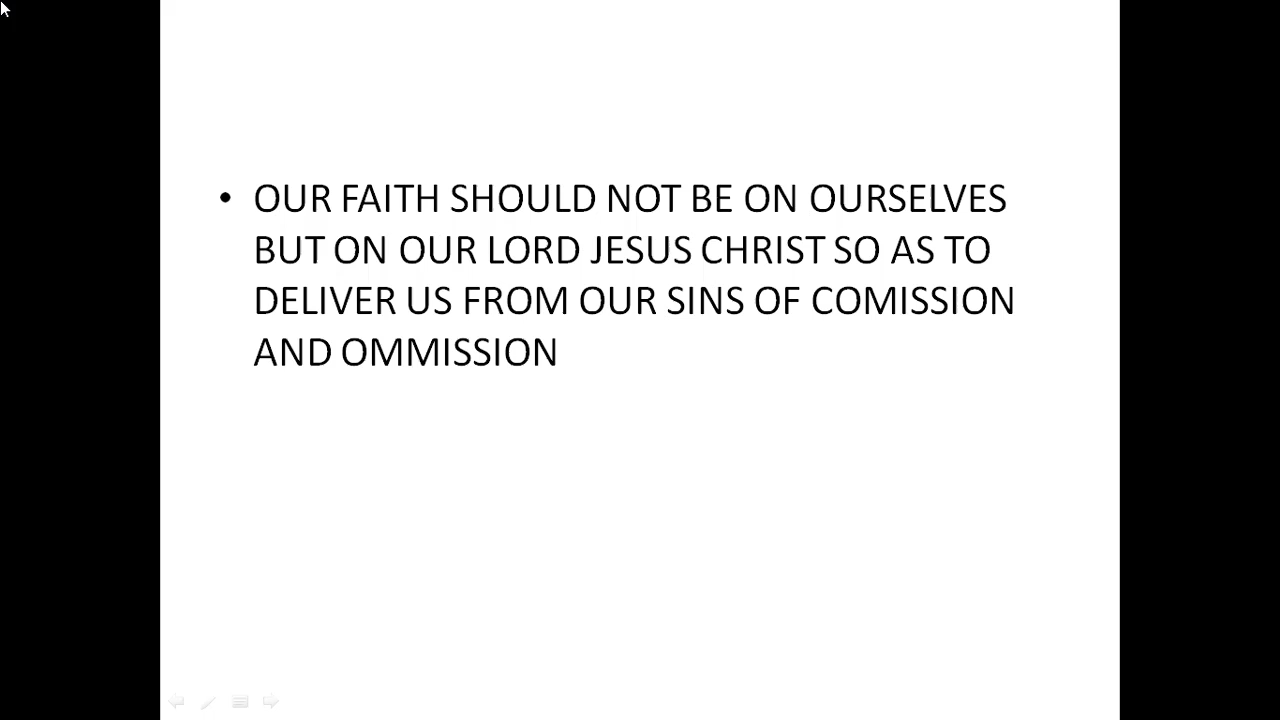 • OUR FAITH SHOULD NOT BE ON OURSELVES
BUT ON OUR LORD JESUS CHRIST SO AS TO
DELIVER US FROM OUR SINS OF COMISSION
AND OMMISSION